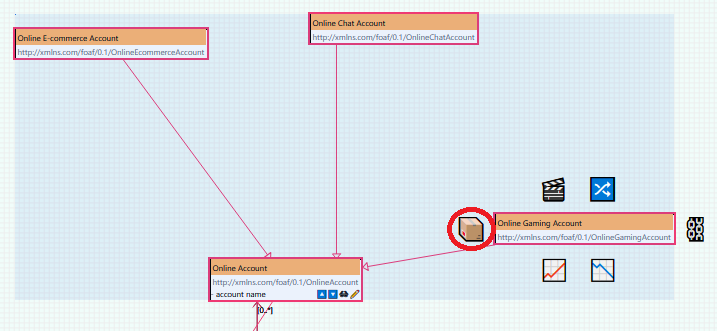 Online E-commerce Account
http://xmlns.com/foaf/0.1/OnlineEcommerceAccount
Online Chat Account
http://xmlns.com/foaf/0.1/OnlineChatAccount
Online Gaming Account
http://xmlns.com/foaf/0.1/OnlineGamingAccount
Online Account
http://xmlns.com/foaf/0.1/OnlineAccount
- account name
[0..*]